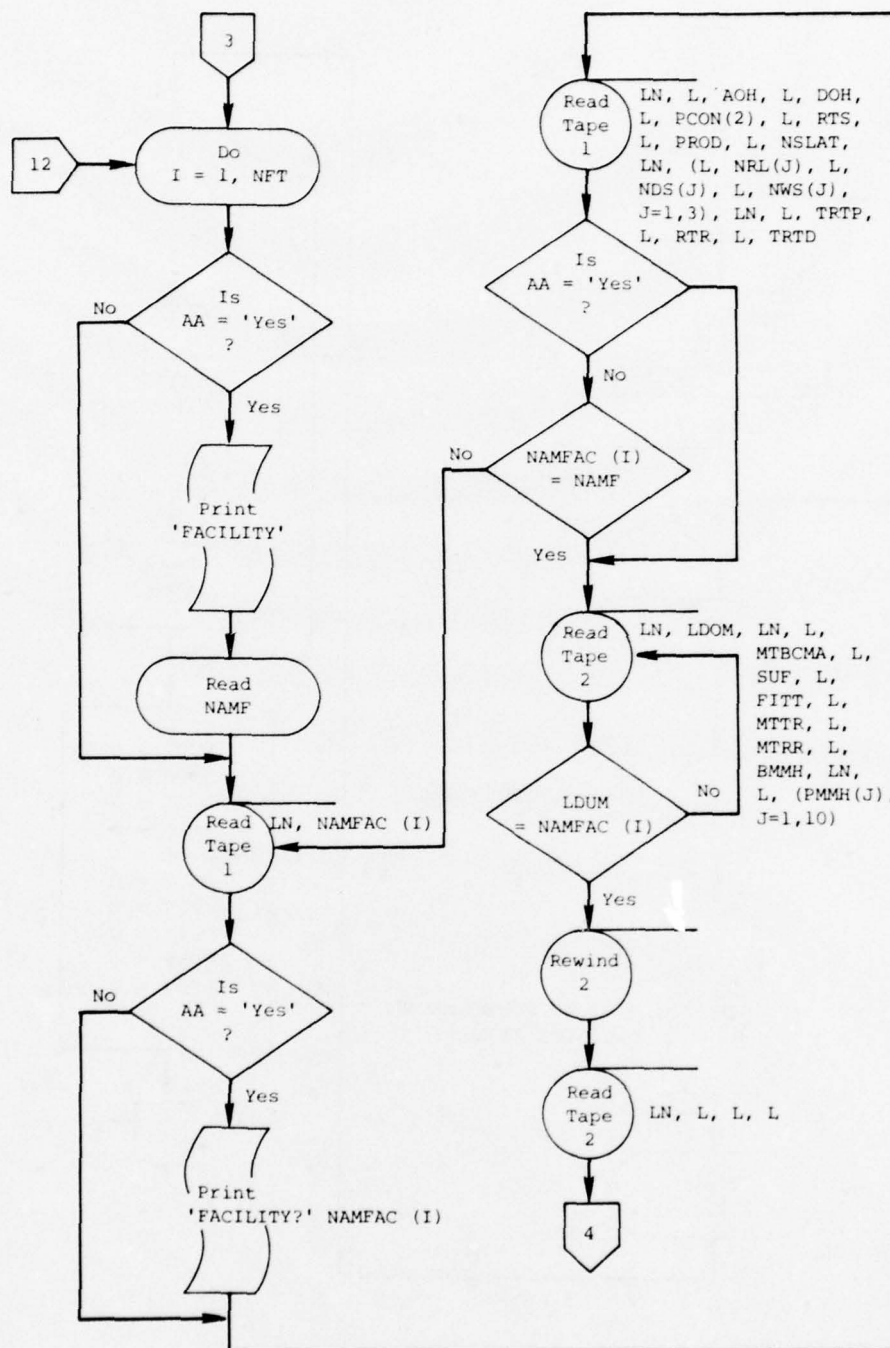 3
12
Do
I = 1, NFT
Is
AA = 'Yes'
?
No
Yes
Print
'FACILITY'
Read
NAMF
Read
Tape
1
LN, NAMFAC (I)
Is
AA = 'Yes'
?
No
Yes
Print
'FACILITY?' NAMFAC (I)
Read
Tape
1
LN, L, AOH, L, DOH,
L, PCON(2), L, RTS,
L, PROD, L, NSLAT,
LN, (L, NRL(J), L,
NDS(J), L, NWS(J),
J=1,3), LN, L, TRTP,
L, RTR, L, TRTD
Is
AA = 'Yes'
?
No
No
NAMFAC (I)
= NAMF
Yes
Read
Tape
2
LN, LDOM, LN, L,
MTBCMA, L,
SUF, L,
FITT, L,
MTTR, L,
MTRR, L,
BMMH, LN,
L, (PMMH(J),
J=1,10)
LDUM
= NAMFAC (I)
No
Yes
Rewind
2
Read
Tape
2
LN, L, L, L
4